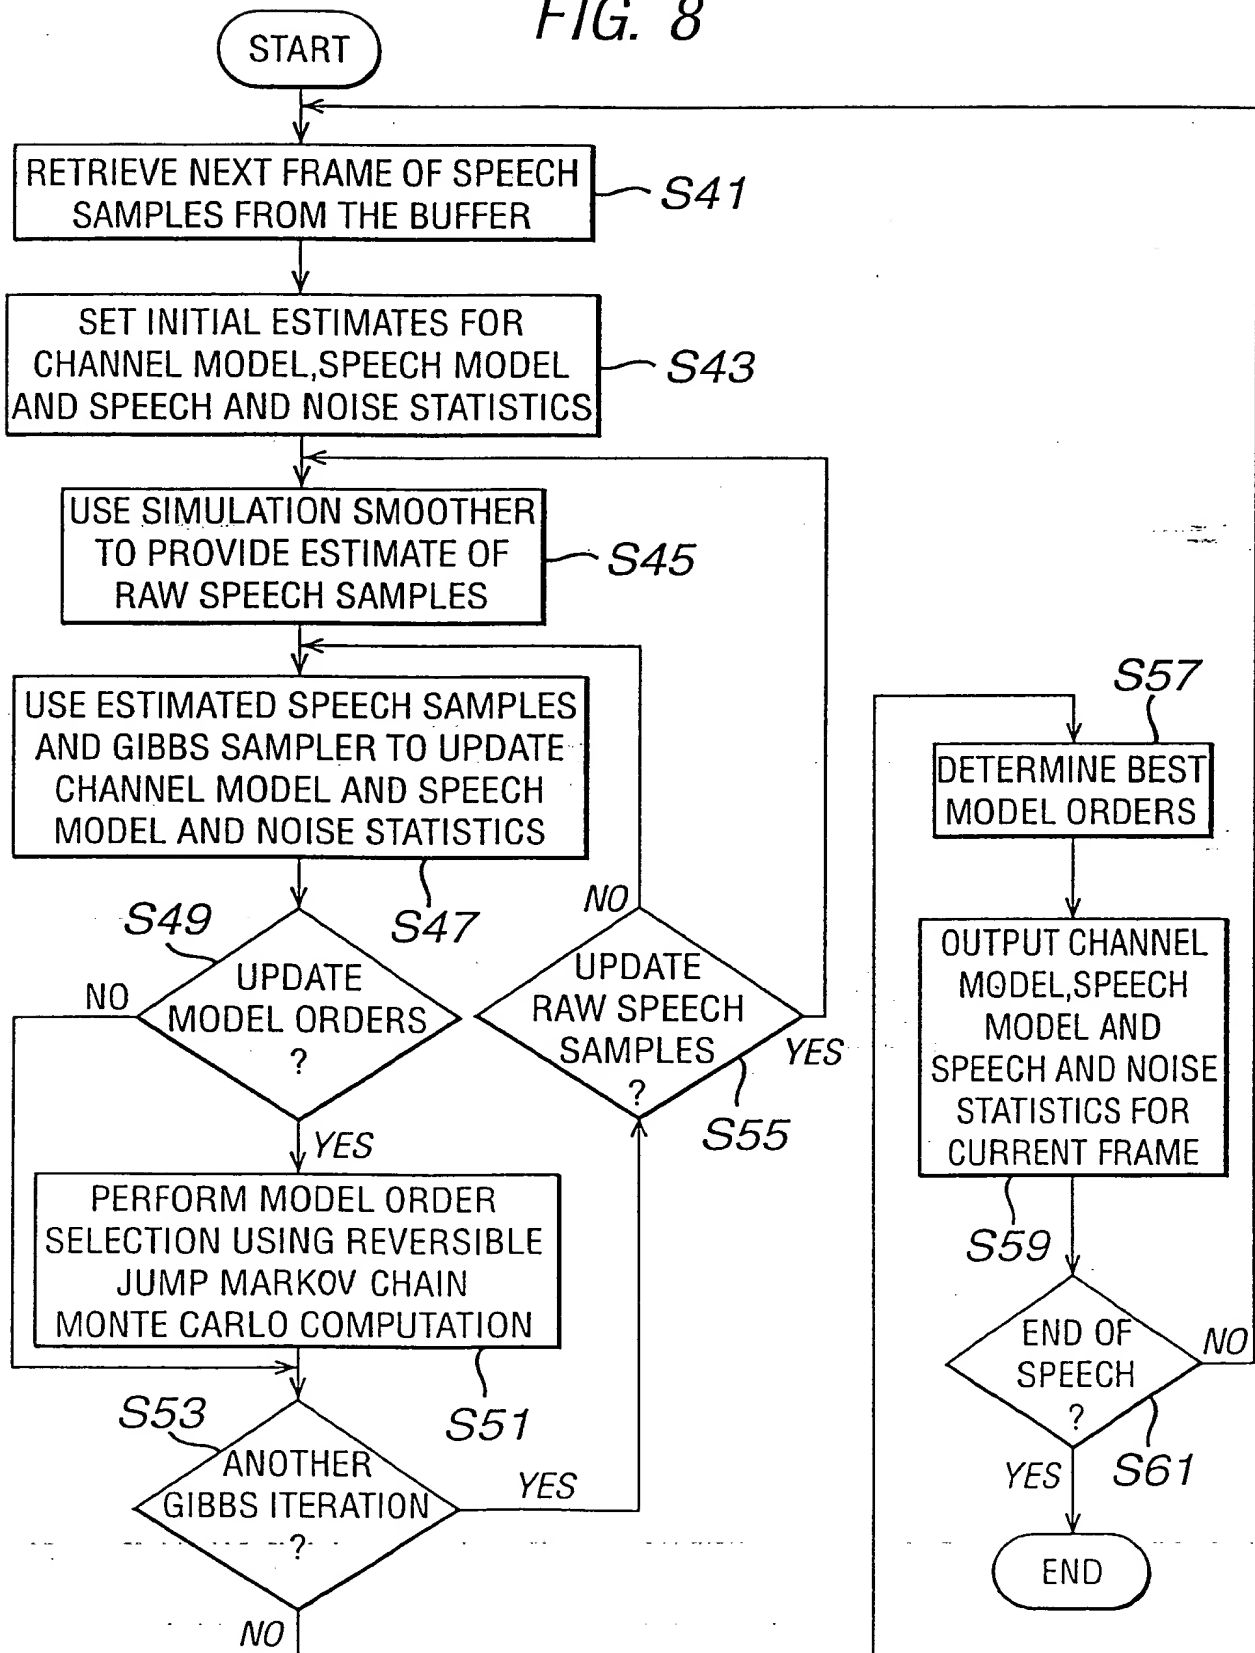 FIG. 8
START
RETRIEVE NEXT FRAME OF SPEECH
SAMPLES FROM THE BUFFER
S41
SET INITIAL ESTIMATES FOR
CHANNEL MODEL,SPEECH MODEL
AND SPEECH AND NOISE STATISTICS
S43
USE SIMULATION SMOOTHER
TO PROVIDE ESTIMATE OF
RAW SPEECH SAMPLES
S45
USE ESTIMATED SPEECH SAMPLES
AND GIBBS SAMPLER TO UPDATE
CHANNEL MODEL AND SPEECH
MODEL AND NOISE STATISTICS
S47
S49
UPDATE
MODEL ORDERS
?
NO
YES
PERFORM MODEL ORDER
SELECTION USING REVERSIBLE
JUMP MARKOV CHAIN
MONTE CARLO COMPUTATION
S51
S53
ANOTHER
GIBBS ITERATION
?
YES
NO
NO
UPDATE
RAW SPEECH
SAMPLES
?
YES
S55
S57
DETERMINE BEST
MODEL ORDERS
OUTPUT CHANNEL
MODEL,SPEECH
MODEL AND
SPEECH AND NOISE
STATISTICS FOR
CURRENT FRAME
S59
END OF
SPEECH
?
NO
S61
YES
END